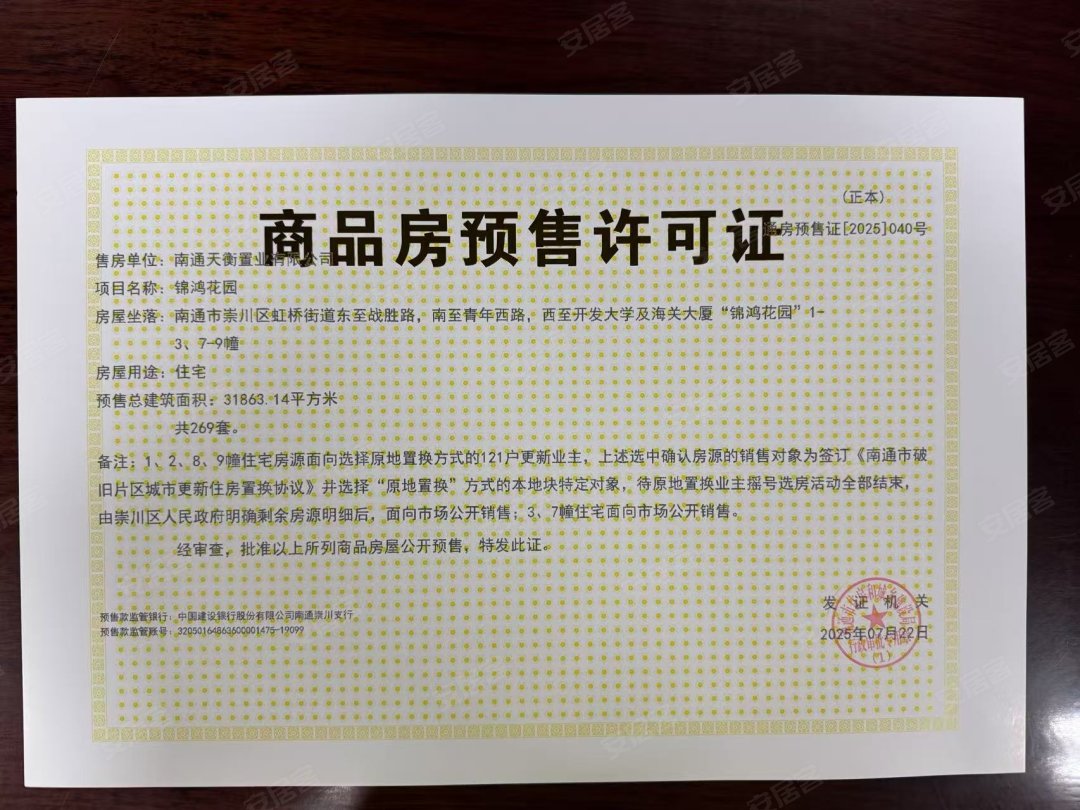 (正本)
商品房预售许可证
通房预售证[2025]040号
售房单位：南通天衡置业有限公司
项目名称：锦鸿花园
房屋坐落：南通市崇川区虹桥街道东至战胜路，南至青年西路，西至开发大学及海关大厦“锦鸿花园”1-
3、7-9幢
房屋用途：住宅
预售总建筑面积：31863.14平方米
共269套。
备注：1、2、8、9幢住宅房源面向选择原地置换方式的121户更新业主，上述选中确认房源的销售对象为签订《南通市破
旧片区城市更新住房置换协议》并选择“原地置换”方式的本地块特定对象，待原地置换业主摇号选房活动全部结束，
由崇川区人民政府明确剩余房源明细后，面向市场公开销售；3、7幢住宅面向市场公开销售。
经审查，批准以上所列商品房屋公开预售，特发此证。
预售款监管银行：中国建设银行股份有限公司南通崇川支行
预售款监管账号：32050164863600001475-19099
发证机关
2025年07月22日
安居客